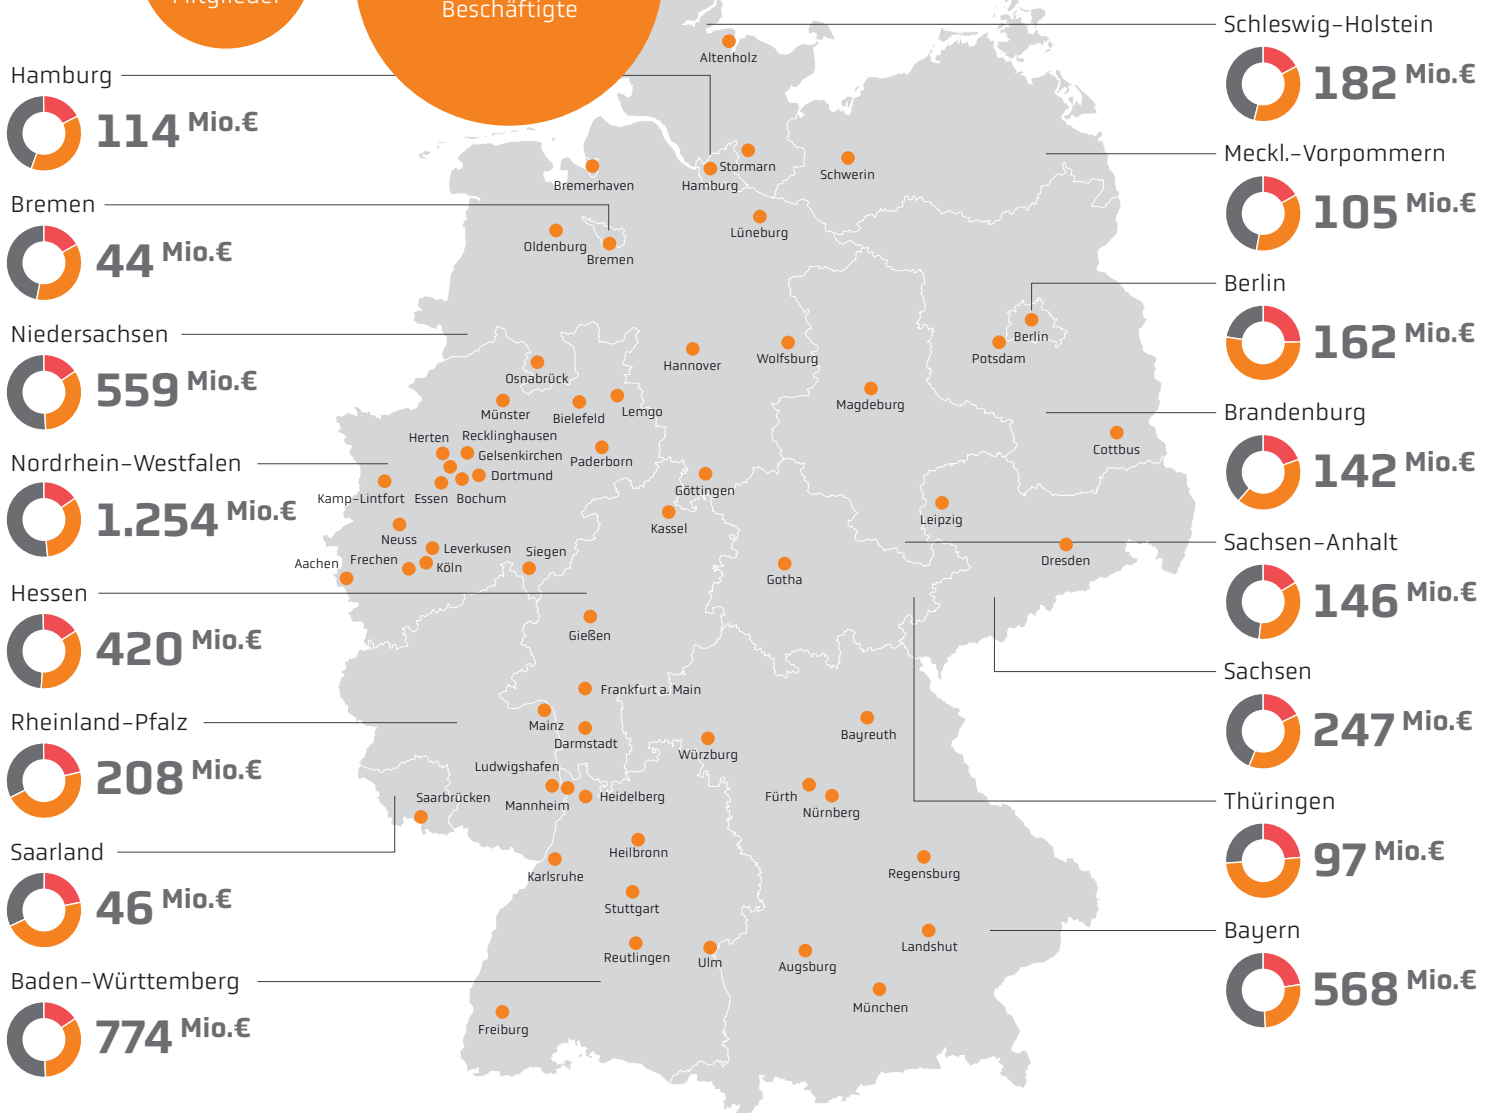 Mitglieder
Beschäftigte
Hamburg
114 Mio.€
Bremen
44 Mio.€
Niedersachsen
559 Mio.€
Nordrhein-Westfalen
1.254 Mio.€
Hessen
420 Mio.€
Rheinland-Pfalz
208 Mio.€
Saarland
46 Mio.€
Baden-Württemberg
774 Mio.€
Altenholz
Stormarn
Hamburg
Schwerin
Bremerhaven
Lüneburg
Oldenburg
Bremen
Berlin
Potsdam
Hannover
Wolfsburg
Osnabrück
Magdeburg
Münster
Bielefeld
Lemgo
Herten
Recklinghausen
Gelsenkirchen
Paderborn
Cottbus
Dortmund
Kamp-Lintfort
Essen
Bochum
Göttingen
Kassel
Leipzig
Neuss
Leverkusen
Siegen
Aachen
Frechen
Köln
Dresden
Gotha
Gießen
Frankfurt a. Main
Mainz
Darmstadt
Bayreuth
Würzburg
Ludwigshafen
Saarbrücken
Mannheim
Heidelberg
Fürth
Nürnberg
Heilbronn
Karlsruhe
Regensburg
Stuttgart
Reutlingen
Ulm
Augsburg
Landshut
München
Freiburg
Schleswig-Holstein
182 Mio.€
Meckl.-Vorpommern
105 Mio.€
Berlin
162 Mio.€
Brandenburg
142 Mio.€
Sachsen-Anhalt
146 Mio.€
Sachsen
247 Mio.€
Thüringen
97 Mio.€
Bayern
568 Mio.€